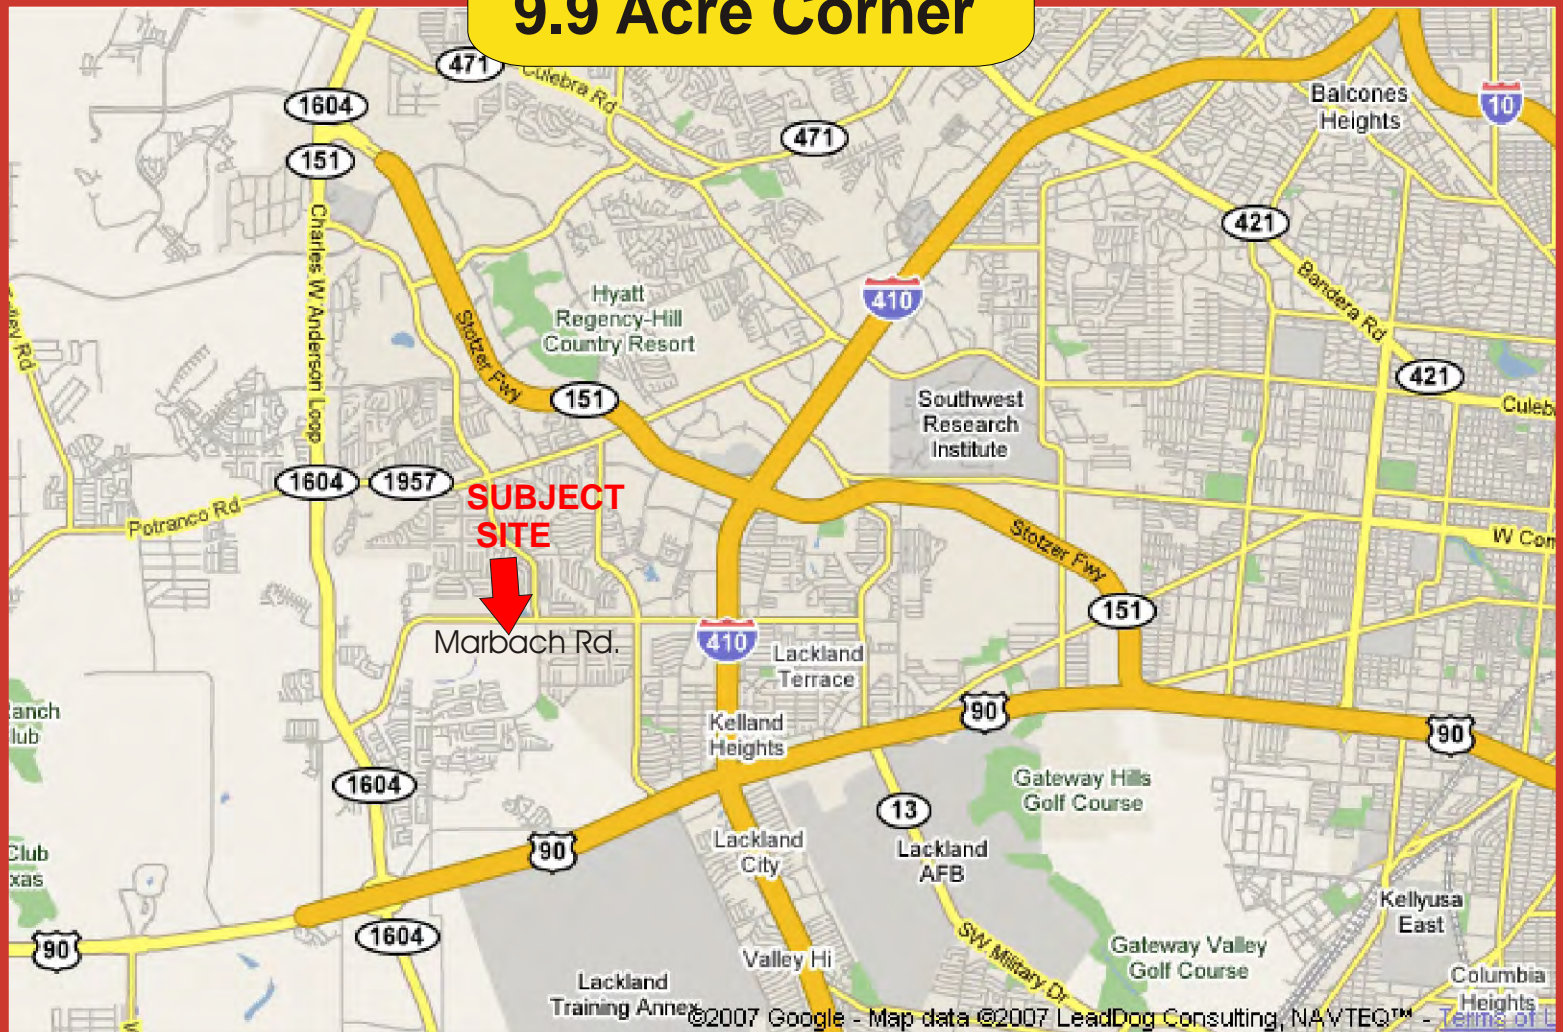 9.9 Acre Corner
471
Culebra Rd
1604
151
471
Balcones
Heights
10
421
Charles W Anderson Loop
410
Bandera Rd
Hyatt
Regency-Hill
Country Resort
Stotzer Fwy
151
421
Southwest
Research
Institute
1604
1957
SUBJECT
SITE
Potranco Rd
Stotzer Fwy
151
Marbach Rd.
410
Lackland
Terrace
90
Kelland
Heights
90
1604
Gateway Hills
Golf Course
13
Lackland
City
Lackland
AFB
90
Kellyusa
East
1604
90
Valley Hi
SW Military Dr
Gateway Valley
Golf Course
Lackland
Training Annex
Columbia
Heights
©2007 Google - Map data ©2007 LeadDog Consulting, NAVTEQ™ - Terms of